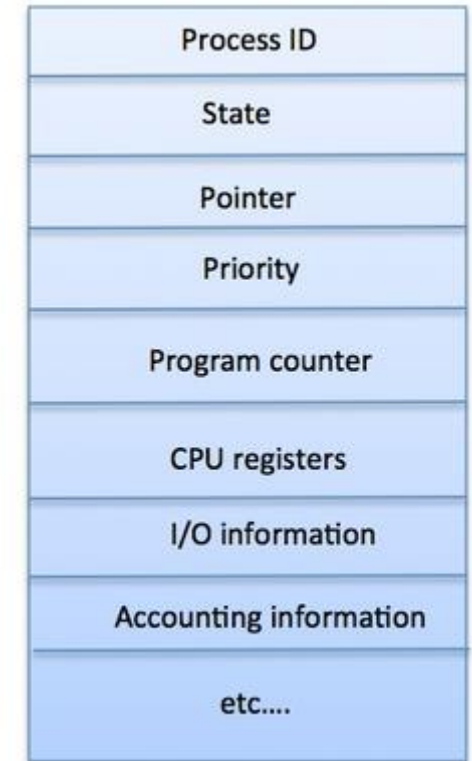 Process ID
State
Pointer
Priority
Program counter
CPU registers
I/O information
Accounting information
etc....